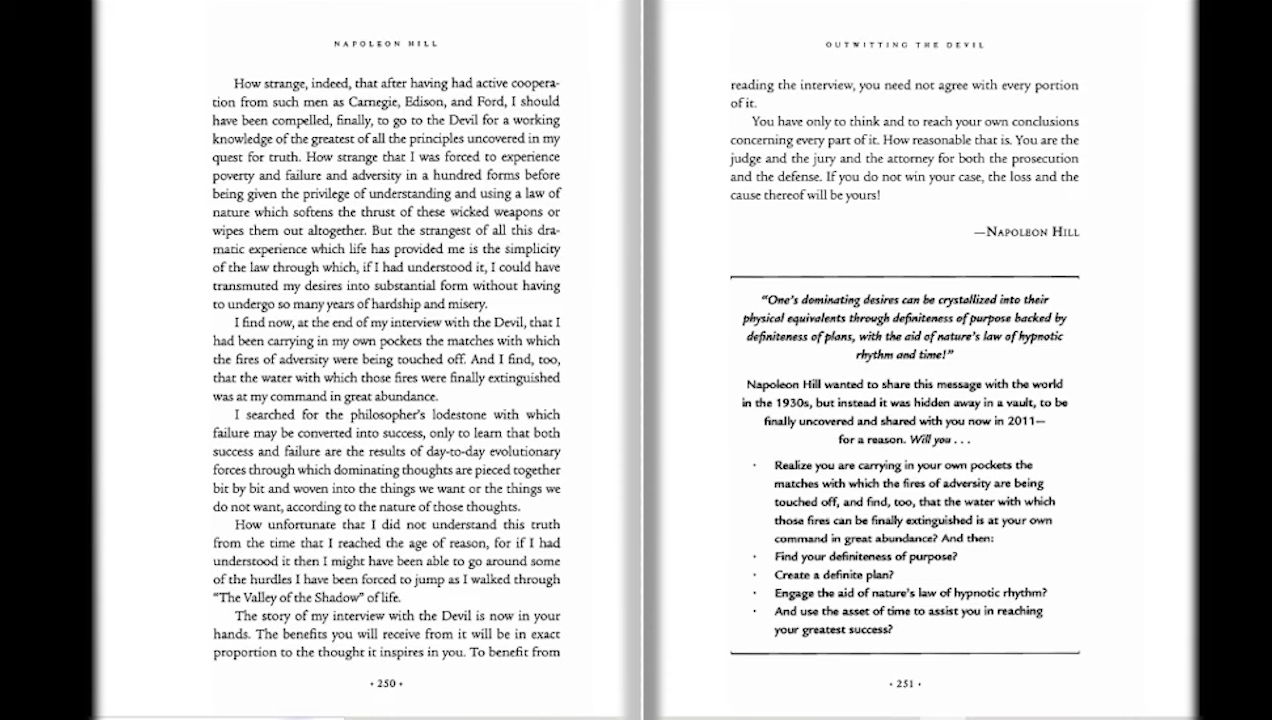 NAPOLEON HILL
How strange, indeed, that after having had active coopera-
tion from such men as Carnegie, Edison, and Ford, I should
have been compelled, finally, to go to the Devil for a working
knowledge of the greatest of all the principles uncovered in my
quest for truth. How strange that I was forced to experience
poverty and failure and adversity in a hundred forms before
being given the privilege of understanding and using a law of
nature which softens the thrust of these wicked weapons or
wipes them out altogether. But the strangest of all this dra-
matic experience which life has provided me is the simplicity
of the law through which, if I had understood it, I could have
transmuted my desires into substantial form without having
to undergo so many years of hardship and misery.
I find now, at the end of my interview with the Devil, that I
had been carrying in my own pockets the matches with which
the fires of adversity were being touched off. And I find, too,
that the water with which those fires were finally extinguished
was at my command in great abundance.
I searched for the philosopher's lodestone with which
failure may be converted into success, only to learn that both
success and failure are the results of day-to-day evolutionary
forces through which dominating thoughts are pieced together
bit by bit and woven into the things we want or the things we
do not want, according to the nature of those thoughts.
How unfortunate that I did not understand this truth
from the time that I reached the age of reason, for if I had
understood it then I might have been able to go around some
of the hurdles I have been forced to jump as I walked through
"The Valley of the Shadow" of life.
The story of my interview with the Devil is now in your
hands. The benefits you will receive from it will be in exact
proportion to the thought it inspires in you. To benefit from
• 250 •
OUTWITTING THE DEVIL
reading the interview, you need not agree with every portion
of it.
You have only to think and to reach your own conclusions
concerning every part of it. How reasonable that is. You are the
judge and the jury and the attorney for both the prosecution
and the defense. If you do not win your case, the loss and the
cause thereof will be yours!
—NAPOLEON HILL
"One's dominating desires can be crystallized into their
physical equivalents through definiteness of purpose backed by
definiteness of plans, with the aid of nature's law of hypnotic
rhythm and time!"
Napoleon Hill wanted to share this message with the world
in the 1930s, but instead it was hidden away in a vault, to be
finally uncovered and shared with you now in 2011—
for a reason. Will you . . .
· Realize you are carrying in your own pockets the
matches with which the fires of adversity are being
touched off, and find, too, that the water with which
those fires can be finally extinguished is at your own
command in great abundance? And then:
· Find your definiteness of purpose?
· Create a definite plan?
· Engage the aid of nature's law of hypnotic rhythm?
· And use the asset of time to assist you in reaching
your greatest success?
• 251 •